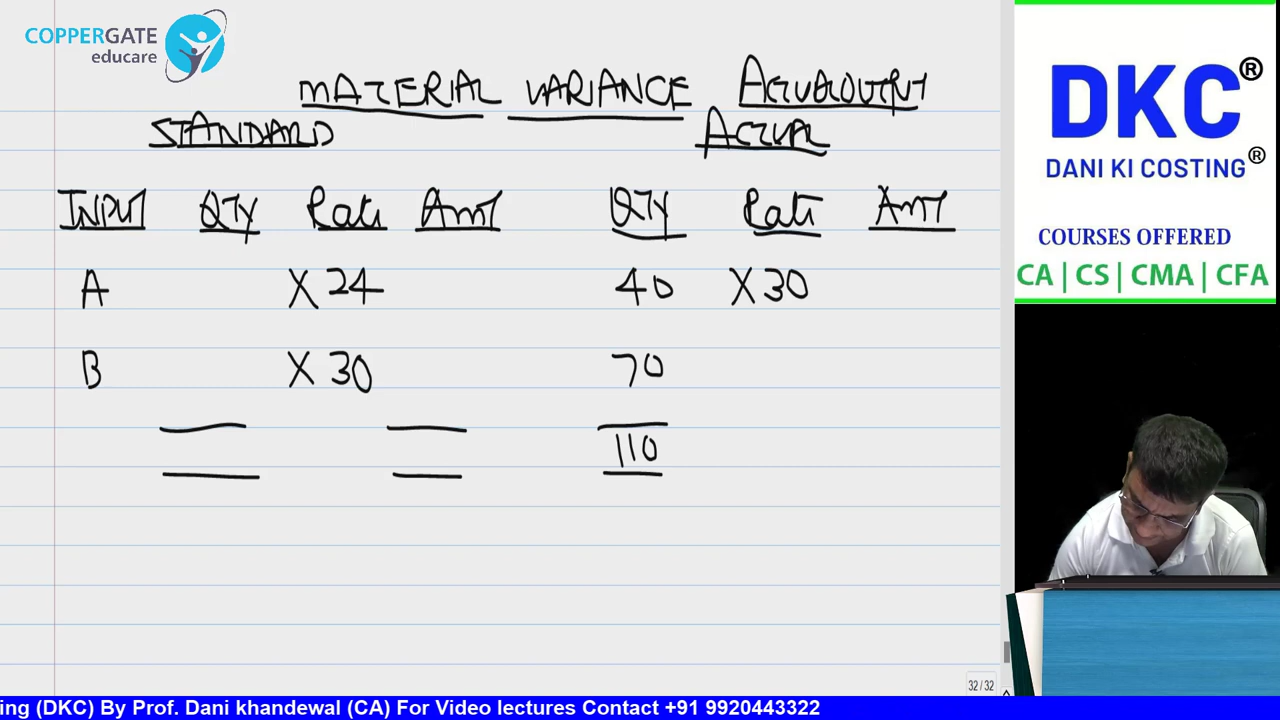 COPPERGATE
educare
MATERIAL VARIANCE
STANDARD ACTUAL
INPUT QTY Rate Amt QTY Rate Amt
A X 24 40 X 30
B X 30 70
110
32 / 32
DKC®
DANI KI COSTING®
COURSES OFFERED
CA | CS | CMA | CFA
ing (DKC) By Prof. Dani khandewal (CA) For Video lectures Contact +91 9920443322